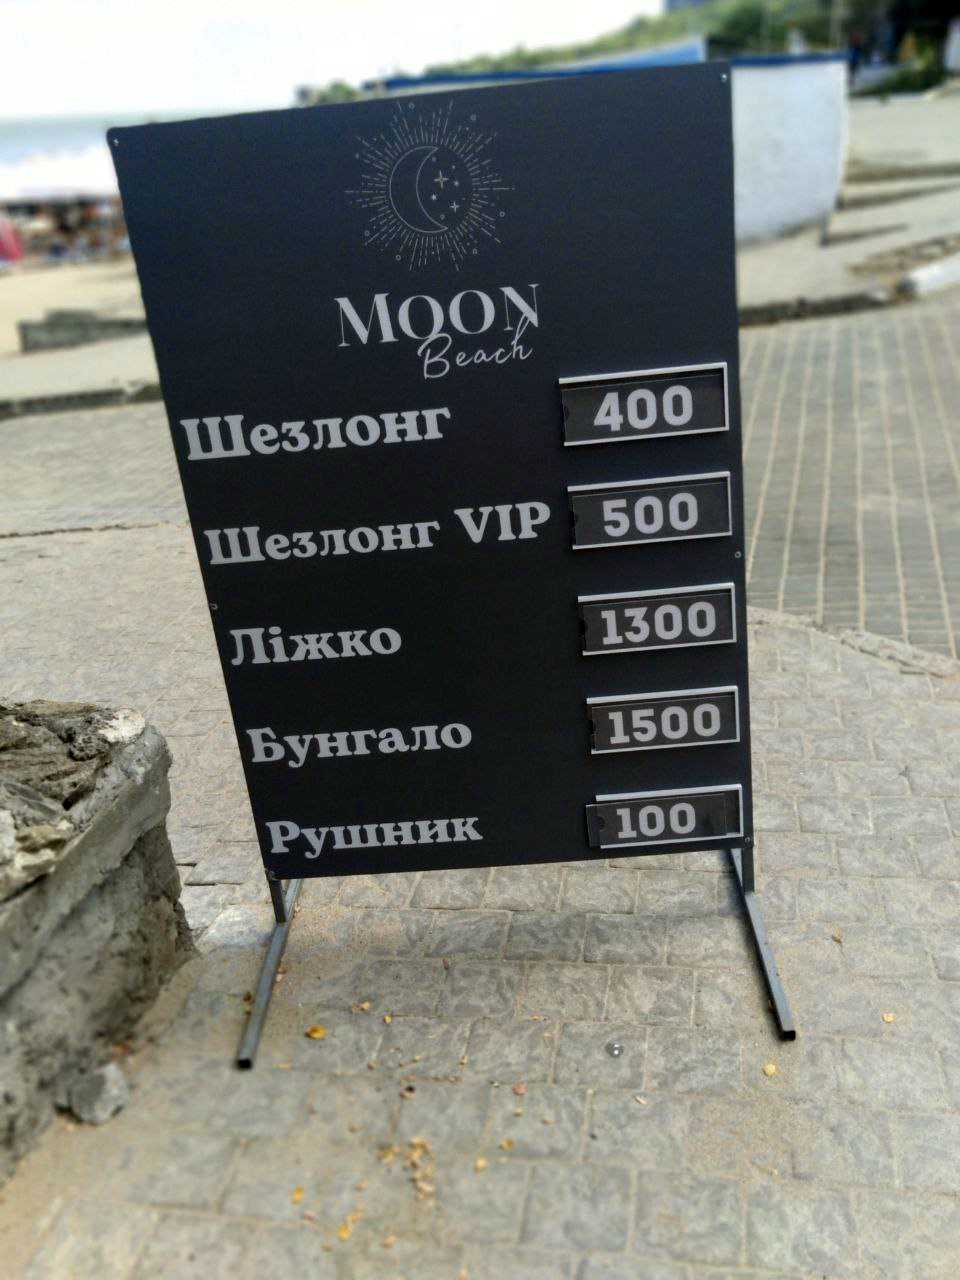 MOON
Beach
Шезлонг 400
Шезлонг VIP 500
Ліжко 1300
Бунгало 1500
Рушник 100